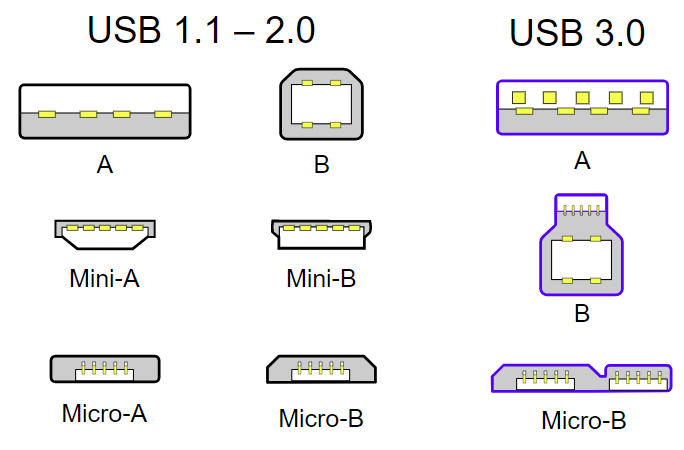 USB 1.1 – 2.0
USB 3.0
A
B
A
Mini-A
Mini-B
B
Micro-A
Micro-B
Micro-B